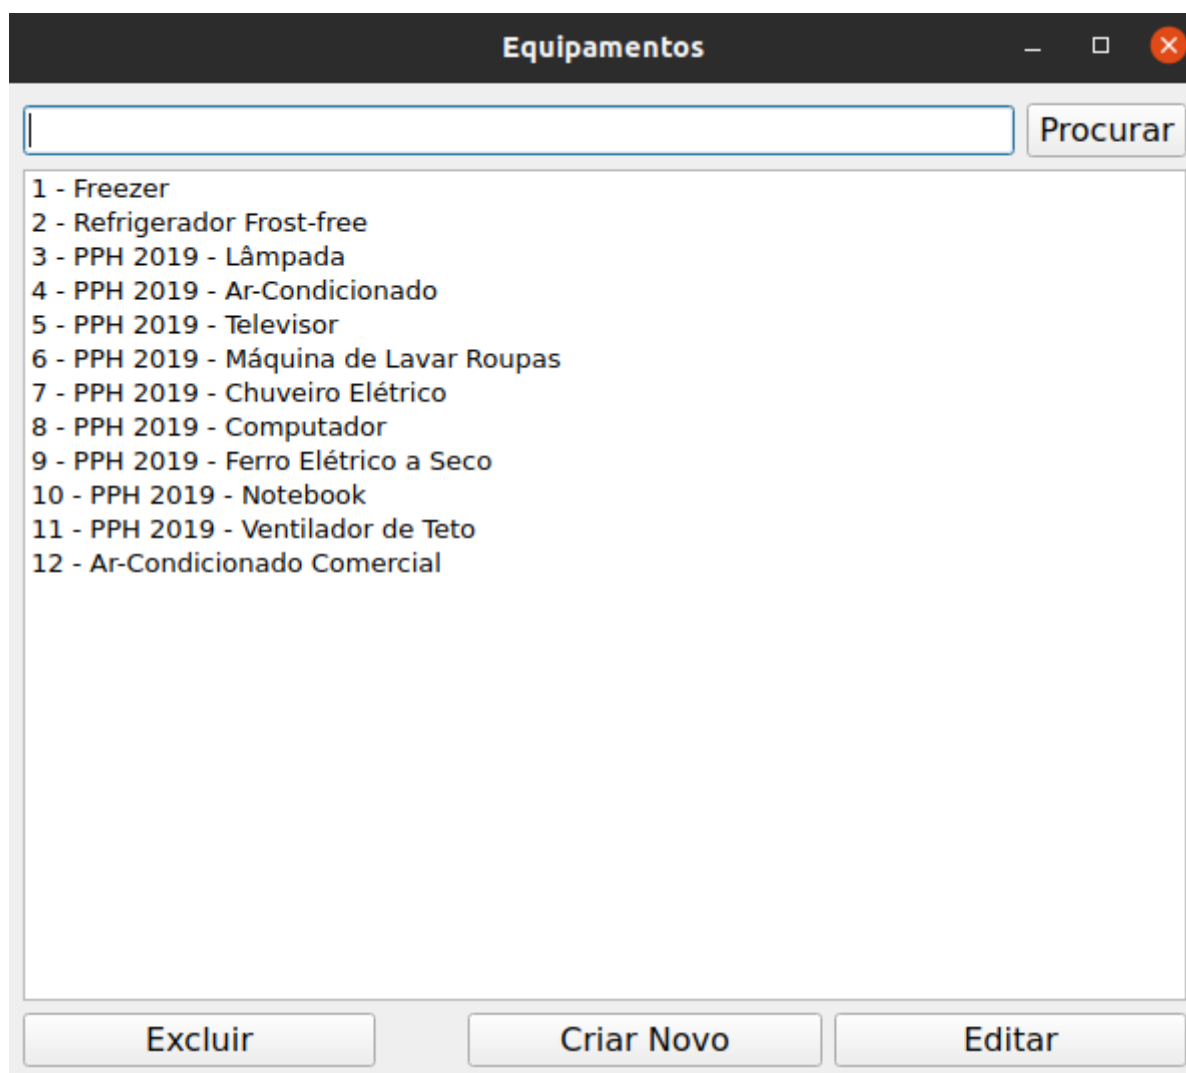 Equipamentos
Procurar
1 - Freezer
2 - Refrigerador Frost-free
3 - PPH 2019 - Lâmpada
4 - PPH 2019 - Ar-Condicionado
5 - PPH 2019 - Televisor
6 - PPH 2019 - Máquina de Lavar Roupas
7 - PPH 2019 - Chuveiro Elétrico
8 - PPH 2019 - Computador
9 - PPH 2019 - Ferro Elétrico a Seco
10 - PPH 2019 - Notebook
11 - PPH 2019 - Ventilador de Teto
12 - Ar-Condicionado Comercial
Excluir Criar Novo Editar